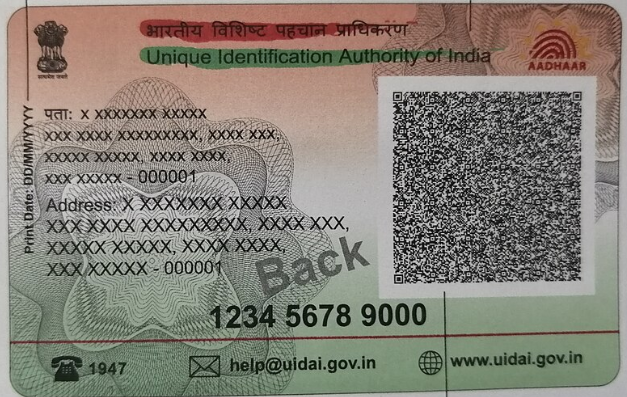 भारतीय विशिष्ट पहचान प्राधिकरण
Unique Identification Authority of India
सत्यमेव जयते
AADHAAR
Print Date: DD/MM/YYYY
पता: X XXXXXXX XXXXX
XXX XXXX XXXXXXXXX, XXXX XXX,
XXXXX XXXXX, XXXX XXXX,
XXX XXXXX - 000001
Address: X XXXXXXX XXXXX
XXX XXXX XXXXXXXXX, XXXX XXX,
XXXXX XXXXX, XXXX XXXX,
XXX XXXXX - 000001
Back
1234 5678 9000
1947
help@uidai.gov.in
www.uidai.gov.in